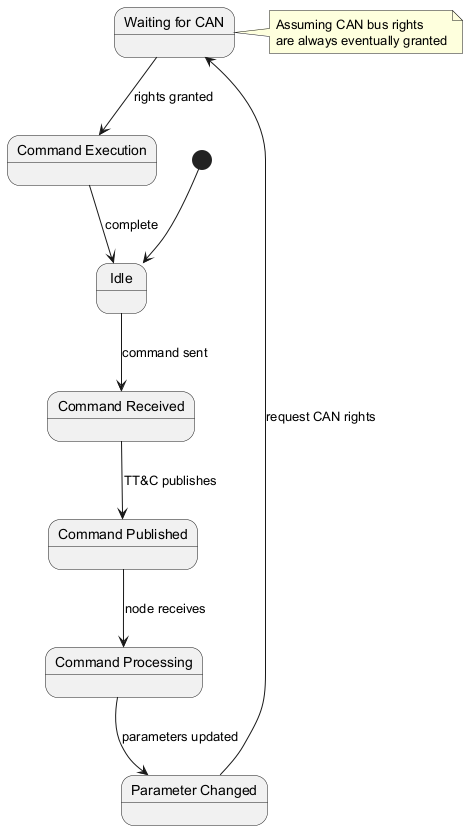 Waiting for CAN
Assuming CAN bus rights
are always eventually granted
rights granted
Command Execution
complete
Idle
command sent
Command Received
request CAN rights
TT&C publishes
Command Published
node receives
Command Processing
parameters updated
Parameter Changed